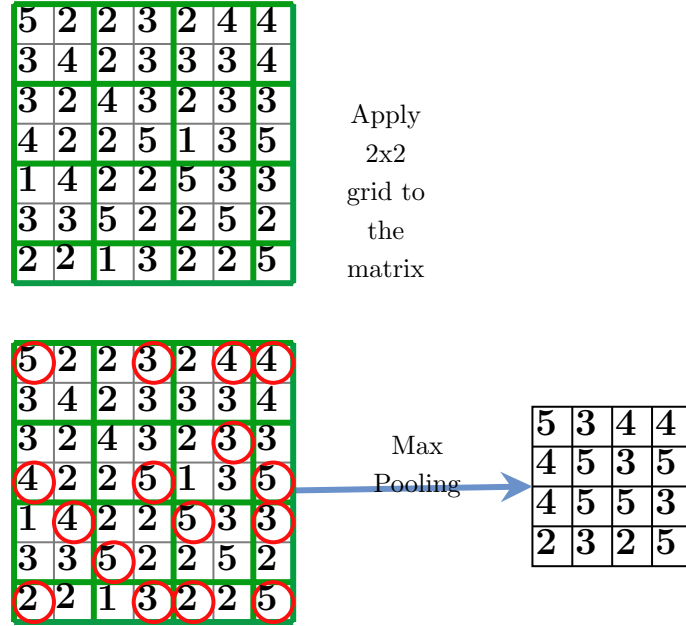 5 2 2 3 2 4 4
3 4 2 3 3 3 4
3 2 4 3 2 3 3
4 2 2 5 1 3 5
1 4 2 2 5 3 3
3 3 5 2 2 5 2
2 2 1 3 2 2 5
Apply
2x2
grid to
the
matrix
5 2 2 3 2 4 4
3 4 2 3 3 3 4
3 2 4 3 2 3 3
4 2 2 5 1 3 5
1 4 2 2 5 3 3
3 3 5 2 2 5 2
2 2 1 3 2 2 5
Max
Pooling
5 3 4 4
4 5 3 5
4 5 5 3
2 3 2 5